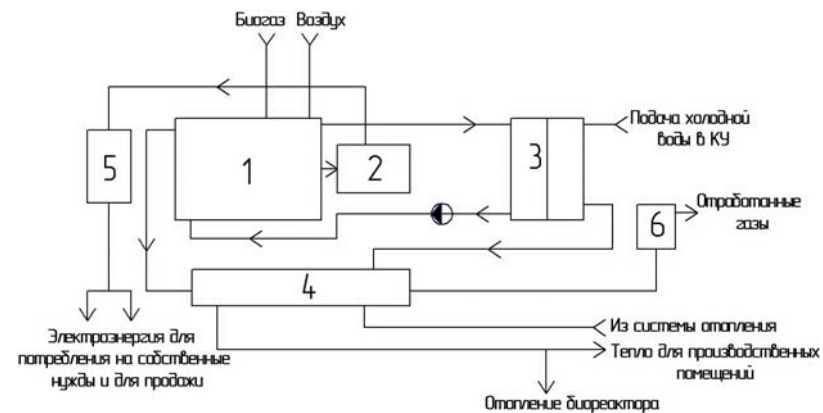 Биогаз Воздух
Подача холодной
воды в КУ
5
1
2
3
6
Отработанные
газы
4
Электроэнергия для
потребления на собственные
нужды и для продажи
Из системы отопления
Тепло для производственных
помещений
Отопление биореактора